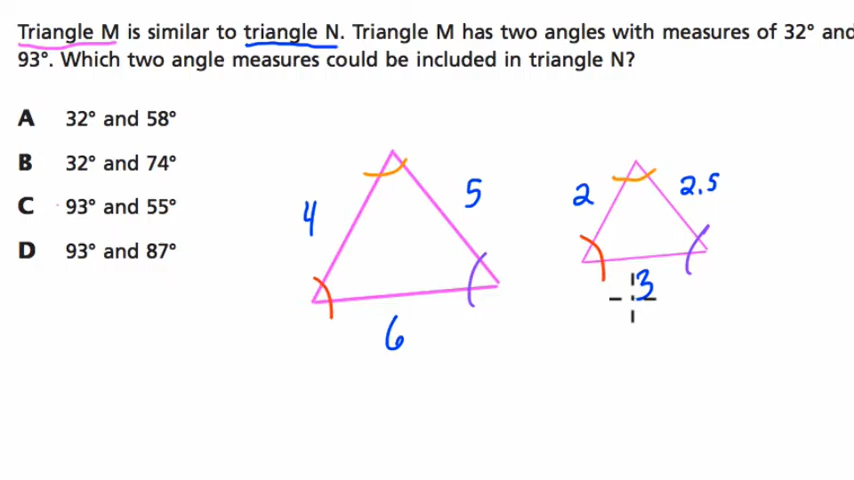 Triangle M is similar to triangle N. Triangle M has two angles with measures of 32° and
93°. Which two angle measures could be included in triangle N?
A 32° and 58°
B 32° and 74°
C 93° and 55°
D 93° and 87°
4
5
6
2
2.5
3